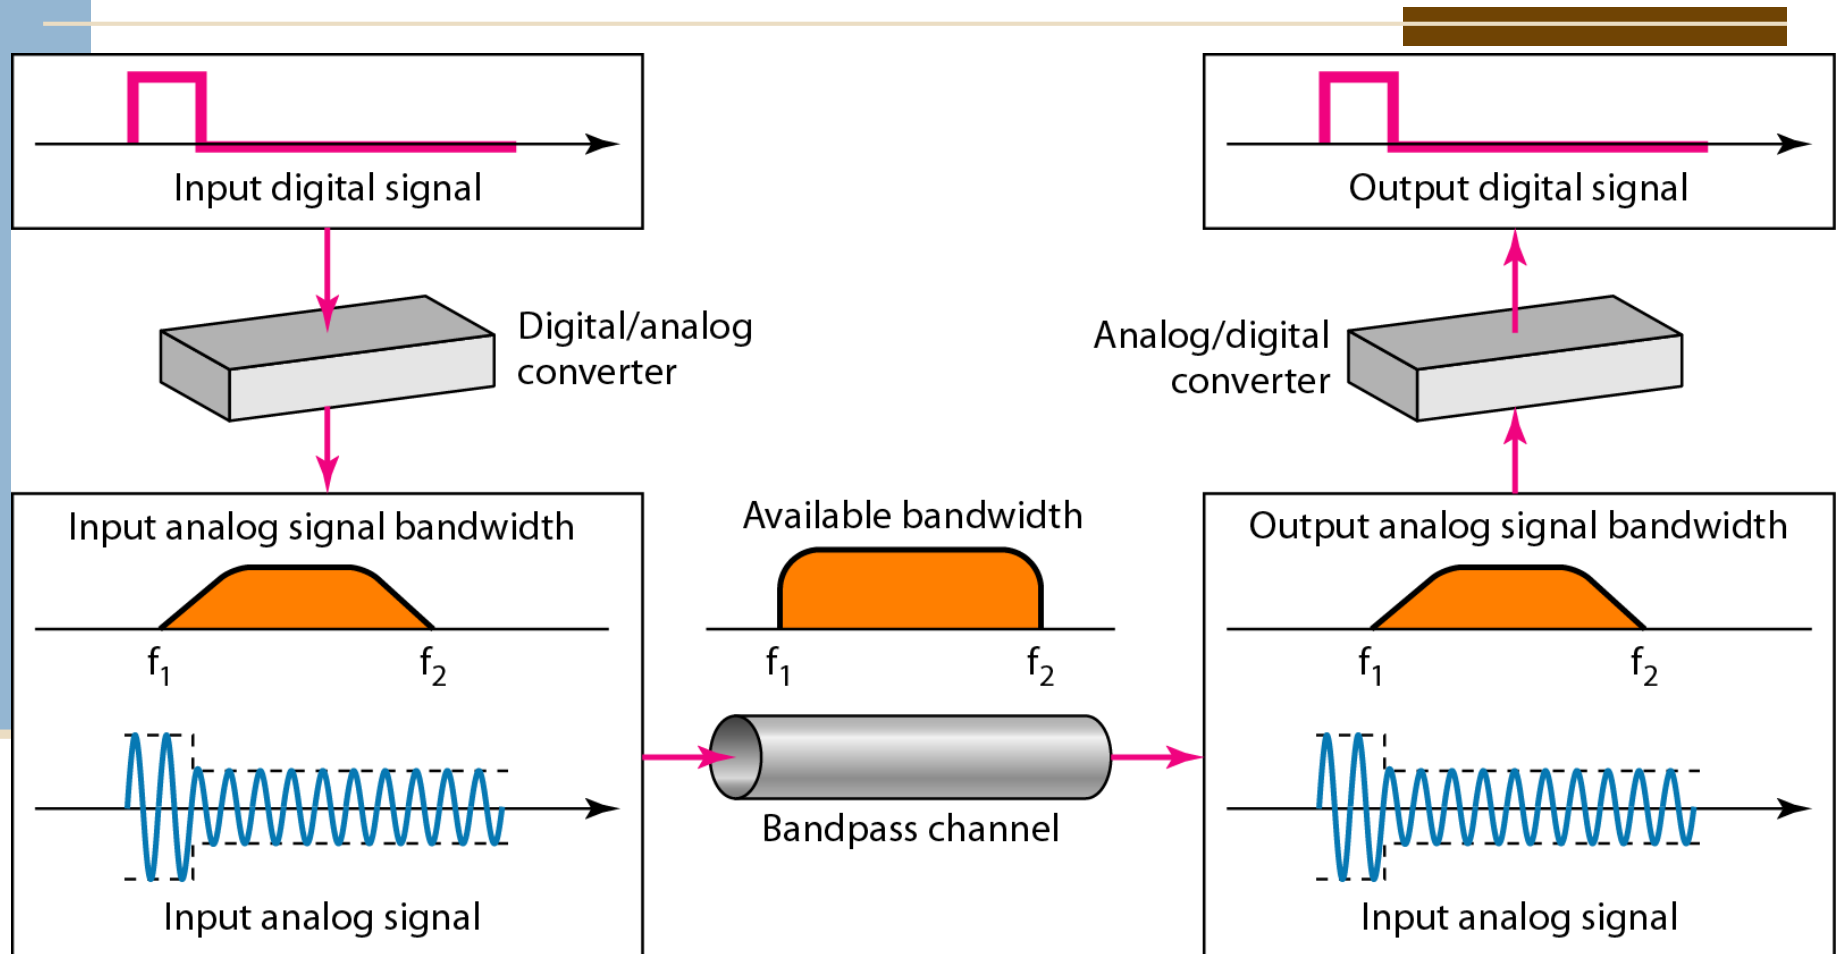 Input digital signal
Output digital signal
Digital/analog
converter
Analog/digital
converter
Input analog signal bandwidth
Available bandwidth
Output analog signal bandwidth
f1 f2
f1 f2
f1 f2
Bandpass channel
Input analog signal
Input analog signal